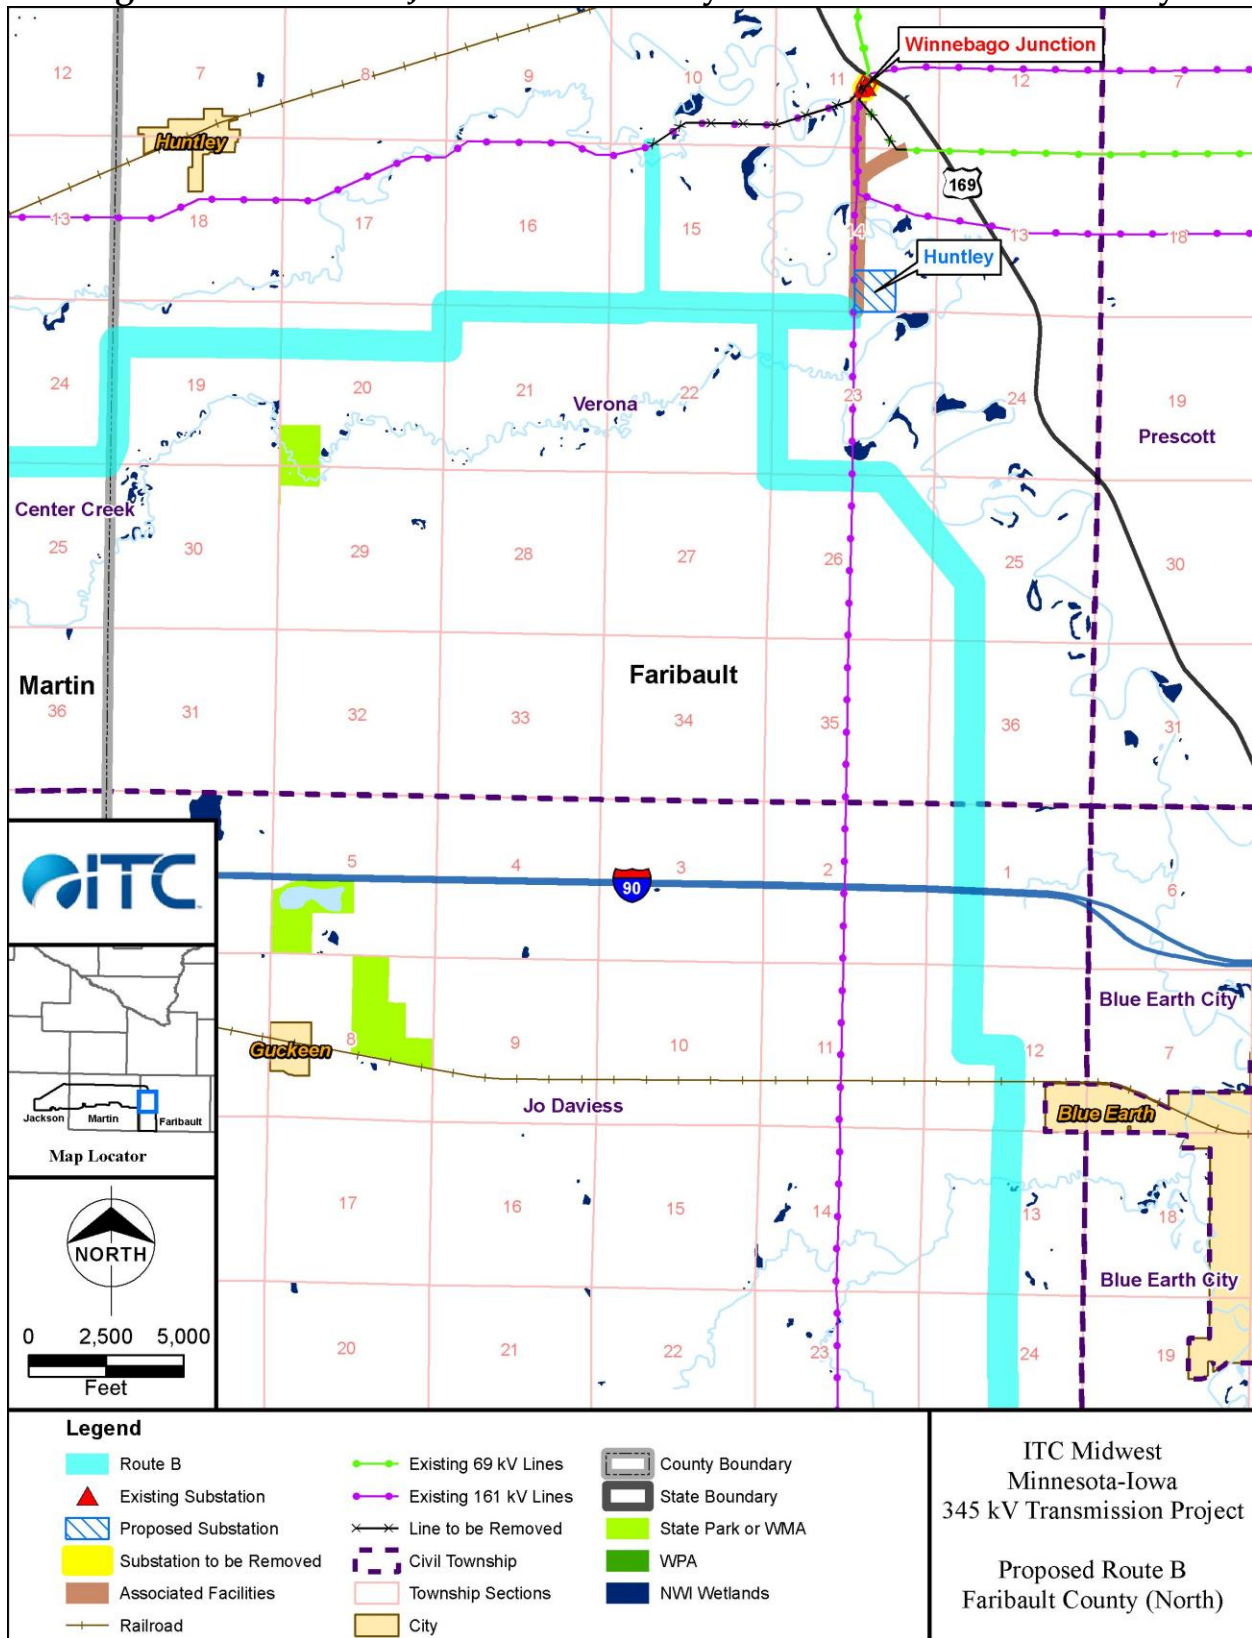 12 7 8 9 10 11 12 7
Winnebago Junction
Huntley
169
13 18 17 16 15 14 13 18
Huntley
24 19 20 21 22 23 24 19
Verona
Prescott
Center Creek
25 30 29 28 27 26 25 30
Martin
Faribault
36 31 32 33 34 35 36 31
5 4 3 2 1 6
90
ITC
Blue Earth City
Guckeen
8 9 10 11 12 7
Jo Daviess
Blue Earth
Jackson Martin Faribault
Map Locator
17 16 15 14 13 18
NORTH
Blue Earth City
0 2,500 5,000
Feet
20 21 22 23 24 19
Legend
Route B
Existing Substation
Proposed Substation
Substation to be Removed
Associated Facilities
Railroad
Existing 69 kV Lines
Existing 161 kV Lines
Line to be Removed
Civil Township
Township Sections
City
County Boundary
State Boundary
State Park or WMA
WPA
NWI Wetlands
ITC Midwest
Minnesota-Iowa
345 kV Transmission Project
Proposed Route B
Faribault County (North)